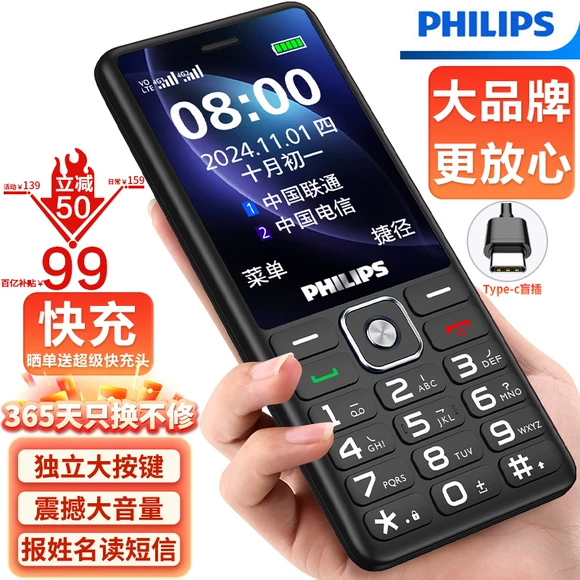 PHILIPS
大品牌
更放心
Type-c盲插
活动¥139
日常¥159
立减
50
百亿补贴¥99
快充
晒单送超级快充头
365天只换不修
独立大按键
震撼大音量
报姓名读短信
VO LTE 4G1 4G2
08:00
2024.11.01 四
十月初一
1 中国联通
2 中国电信
菜单 捷径
PHILIPS
1
2 ABC
3 DEF
4 GHI
5 JKL
6 MNO
7 PQRS
8 TUV
9 WXYZ
*
0
#